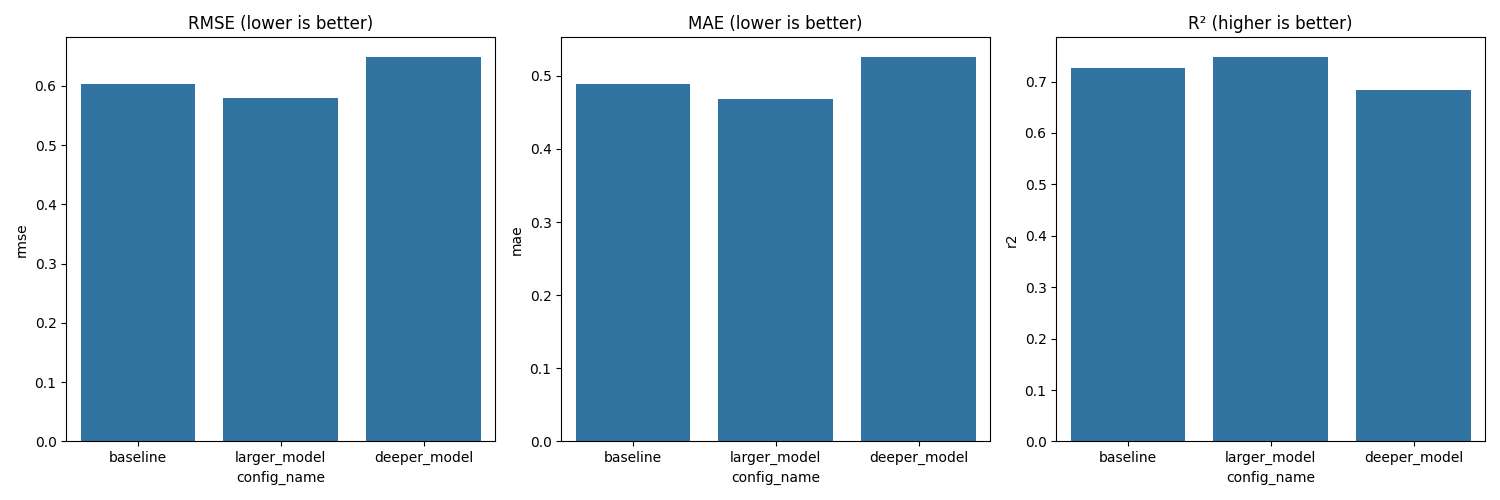 RMSE (lower is better)
rmse
0.6
0.5
0.4
0.3
0.2
0.1
0.0
baseline
larger_model
deeper_model
config_name
MAE (lower is better)
mae
0.5
0.4
0.3
0.2
0.1
0.0
baseline
larger_model
deeper_model
config_name
R² (higher is better)
r2
0.7
0.6
0.5
0.4
0.3
0.2
0.1
0.0
baseline
larger_model
deeper_model
config_name